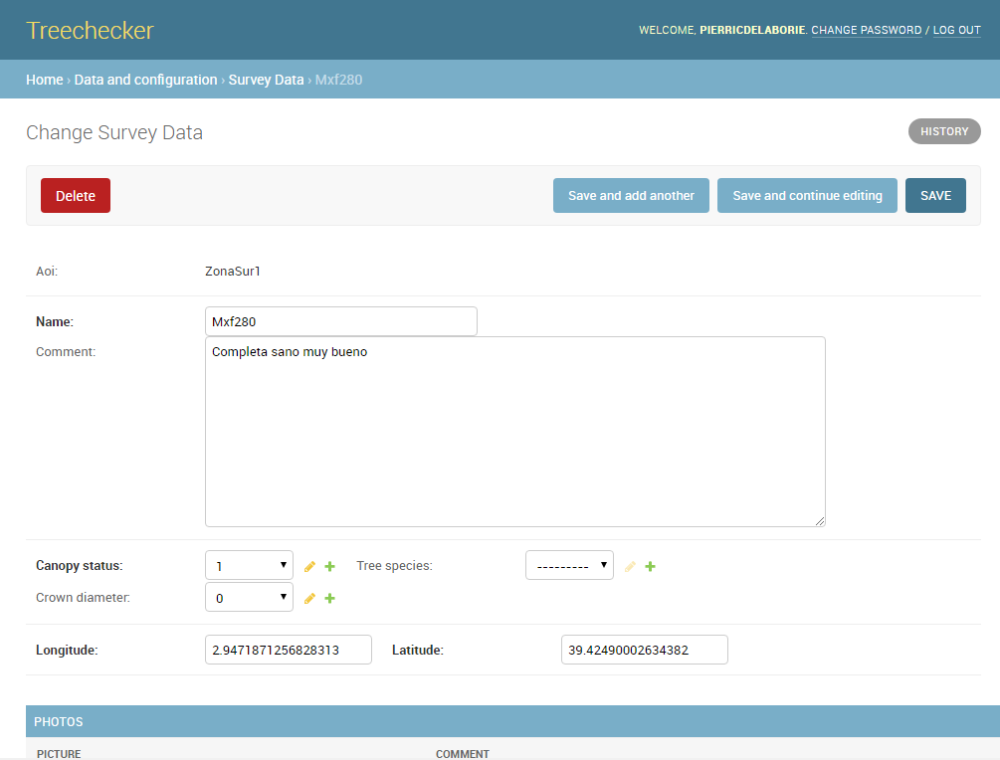 Treechecker
WELCOME, PIERRICDELABORIE. CHANGE PASSWORD / LOG OUT
Home › Data and configuration › Survey Data › Mxf280
Change Survey Data
HISTORY
Delete
Save and add another
Save and continue editing
SAVE
Aoi: ZonaSur1
Name: Mxf280
Comment: Completa sano muy bueno
Canopy status: 1 Tree species: ---------
Crown diameter: 0
Longitude: 2.9471871256828313 Latitude: 39.42490002634382
PHOTOS
PICTURE COMMENT